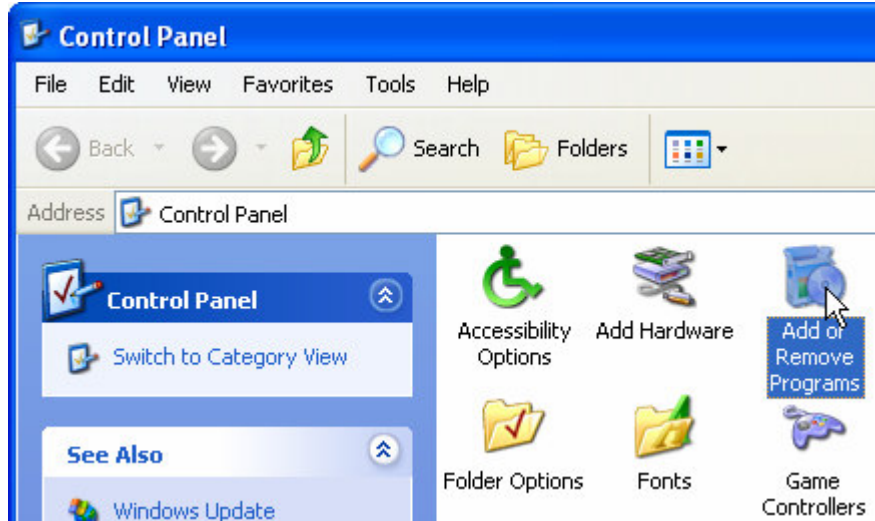 Control Panel
File Edit View Favorites Tools Help
Back Search Folders
Address Control Panel
Control Panel
Switch to Category View
See Also
Windows Update
Accessibility
Options
Add Hardware
Add or
Remove
Programs
Folder Options
Fonts
Game
Controllers